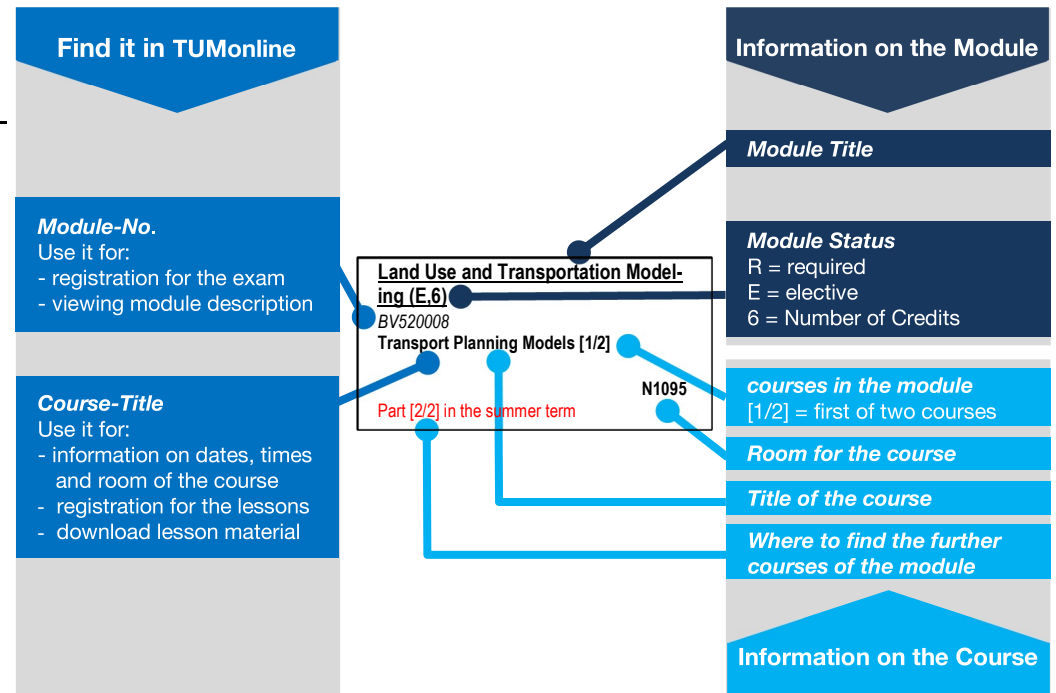 Find it in TUMonline
Module-No.
Use it for:
- registration for the exam
- viewing module description
Course-Title
Use it for:
- information on dates, times
and room of the course
- registration for the lessons
- download lesson material
Land Use and Transportation Model-
ing (E,6)
BV520008
Transport Planning Models [1/2]
N1095
Part [2/2] in the summer term
Information on the Module
Module Title
Module Status
R = required
E = elective
6 = Number of Credits
courses in the module
[1/2] = first of two courses
Room for the course
Title of the course
Where to find the further
courses of the module
Information on the Course